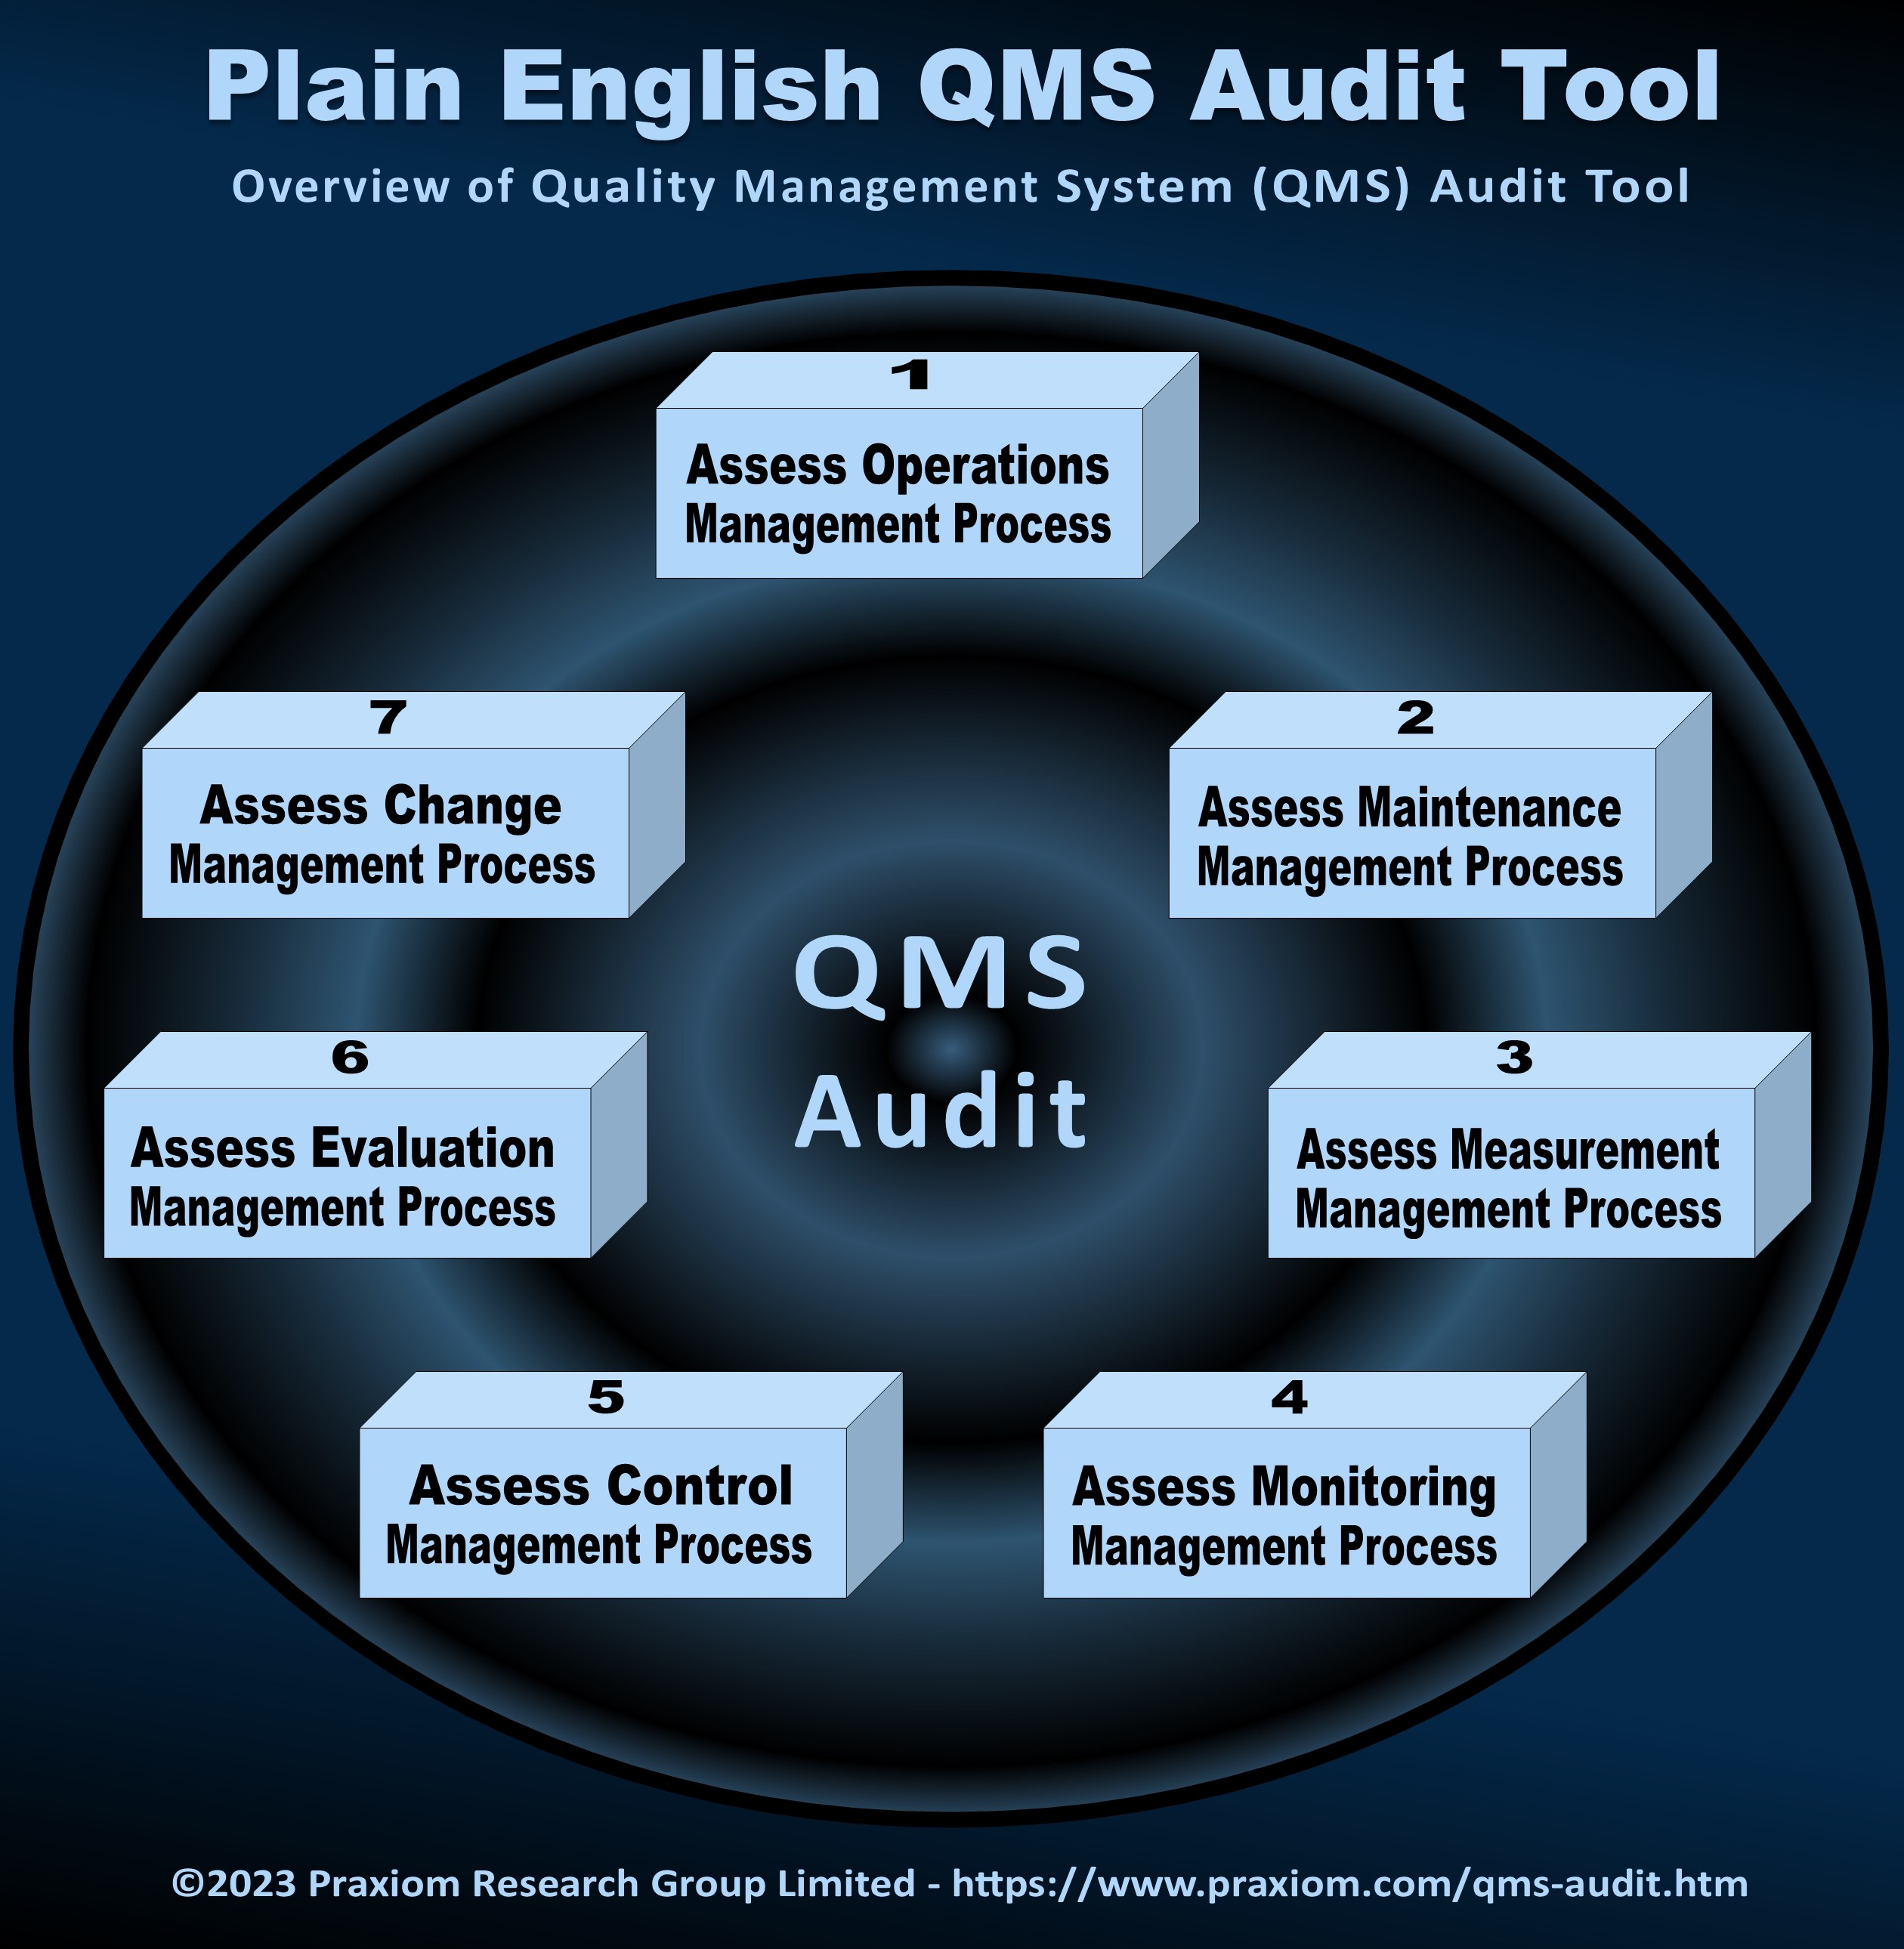 Plain English QMS Audit Tool
Overview of Quality Management System (QMS) Audit Tool
1
Assess Operations
Management Process
2
Assess Maintenance
Management Process
3
Assess Measurement
Management Process
4
Assess Monitoring
Management Process
5
Assess Control
Management Process
6
Assess Evaluation
Management Process
7
Assess Change
Management Process
QMS
Audit
©2023 Praxiom Research Group Limited - https://www.praxiom.com/qms-audit.htm